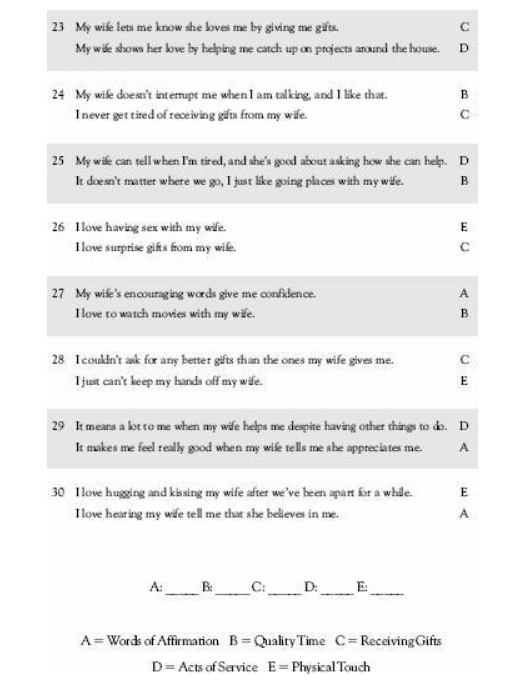 23 My wife lets me know she loves me by giving me gifts. C
My wife shows her love by helping me catch up on projects around the house. D
24 My wife doesn't interrupt me when I am talking, and I like that. B
I never get tired of receiving gifts from my wife. C
25 My wife can tell when I'm tired, and she's good about asking how she can help. D
It doesn't matter where we go, I just like going places with my wife. B
26 I love having sex with my wife. E
I love surprise gifts from my wife. C
27 My wife's encouraging words give me confidence. A
I love to watch movies with my wife. B
28 I couldn't ask for any better gifts than the ones my wife gives me. C
I just can't keep my hands off my wife. E
29 It means a lot to me when my wife helps me despite having other things to do. D
It makes me feel really good when my wife tells me she appreciates me. A
30 I love hugging and kissing my wife after we've been apart for a while. E
I love hearing my wife tell me that she believes in me. A
A: _____ B: _____ C: _____ D: _____ E: _____
A = Words of Affirmation B = Quality Time C = Receiving Gifts
D = Acts of Service E = Physical Touch